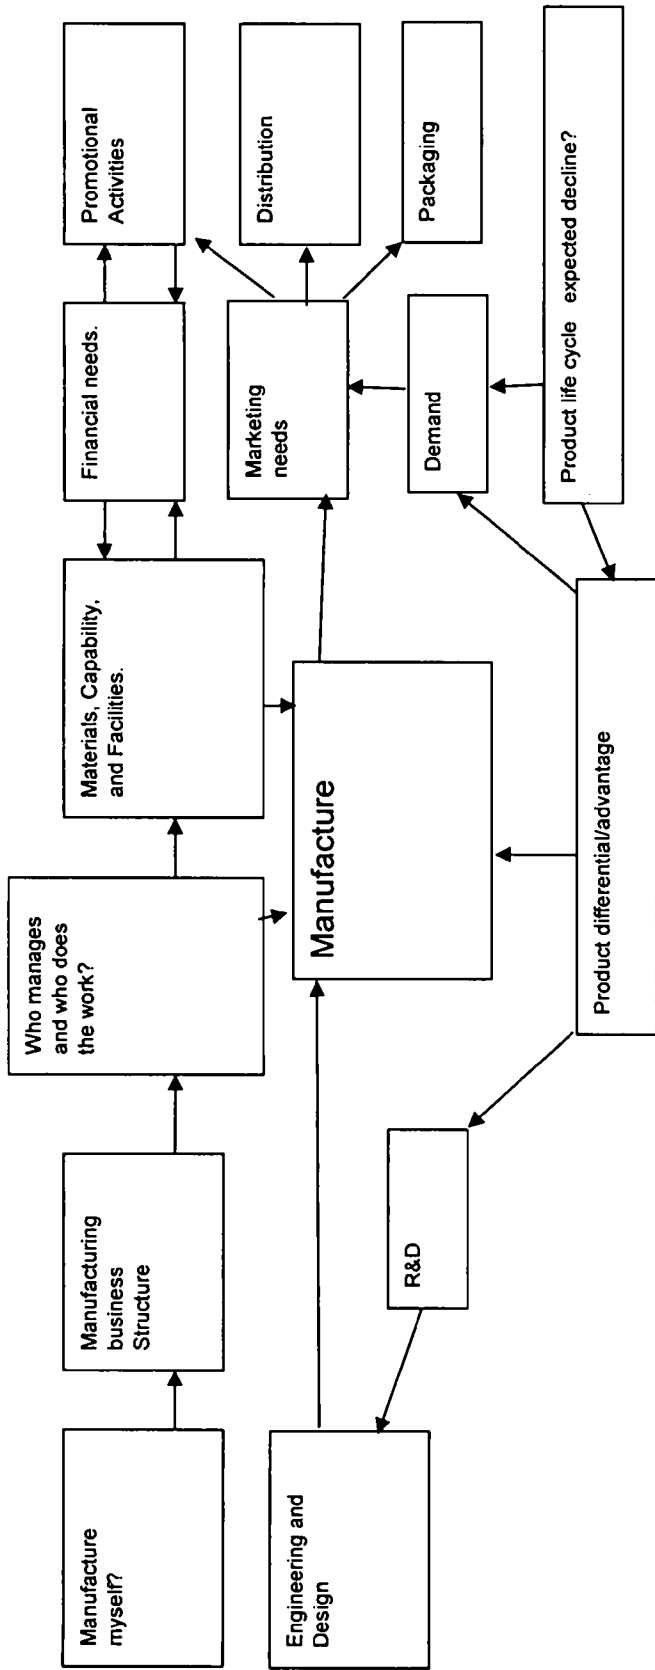 Manufacture
myself?
Manufacturing
business
Structure
Who manages
and who does
the work?
Materials, Capability,
and Facilities.
Financial needs.
Promotional
Activities
Engineering and
Design
Manufacture
Marketing
needs
Distribution
Packaging
R&D
Demand
Product differential/advantage
Product life cycle expected decline?